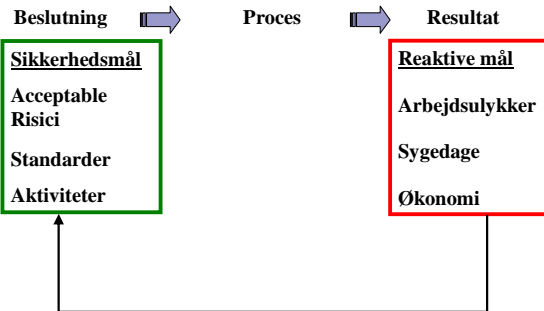 Beslutning Proces Resultat
Sikkerhedsmål
Acceptable
Risici
Standarder
Aktiviteter
Reaktive mål
Arbejdsulykker
Sygedage
Økonomi